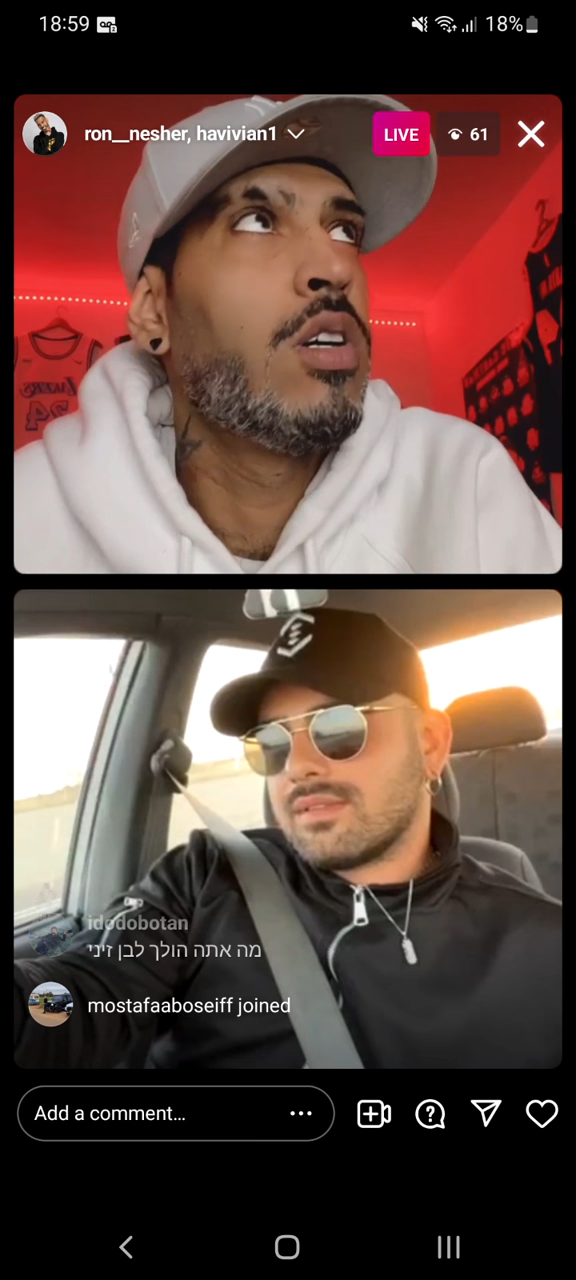 18:59
18%
ron__nesher, havivian1
LIVE
61
idodobotan
מה אתה הולך לבן זיני
mostafaaboseiff joined
Add a comment...